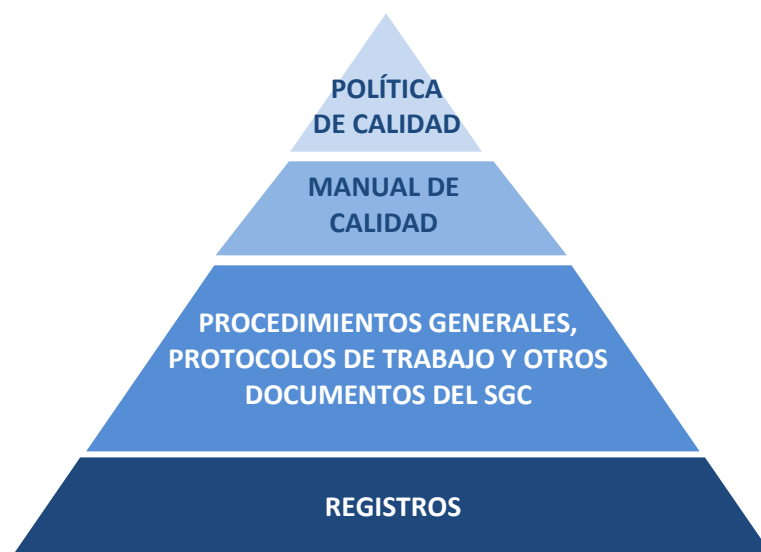 POLÍTICA
DE CALIDAD
MANUAL DE
CALIDAD
PROCEDIMIENTOS GENERALES,
PROTOCOLOS DE TRABAJO Y OTROS
DOCUMENTOS DEL SGC
REGISTROS